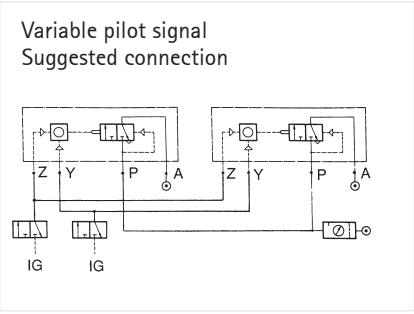 Variable pilot signal
Suggested connection
Z Y P A Z Y P A
IG IG